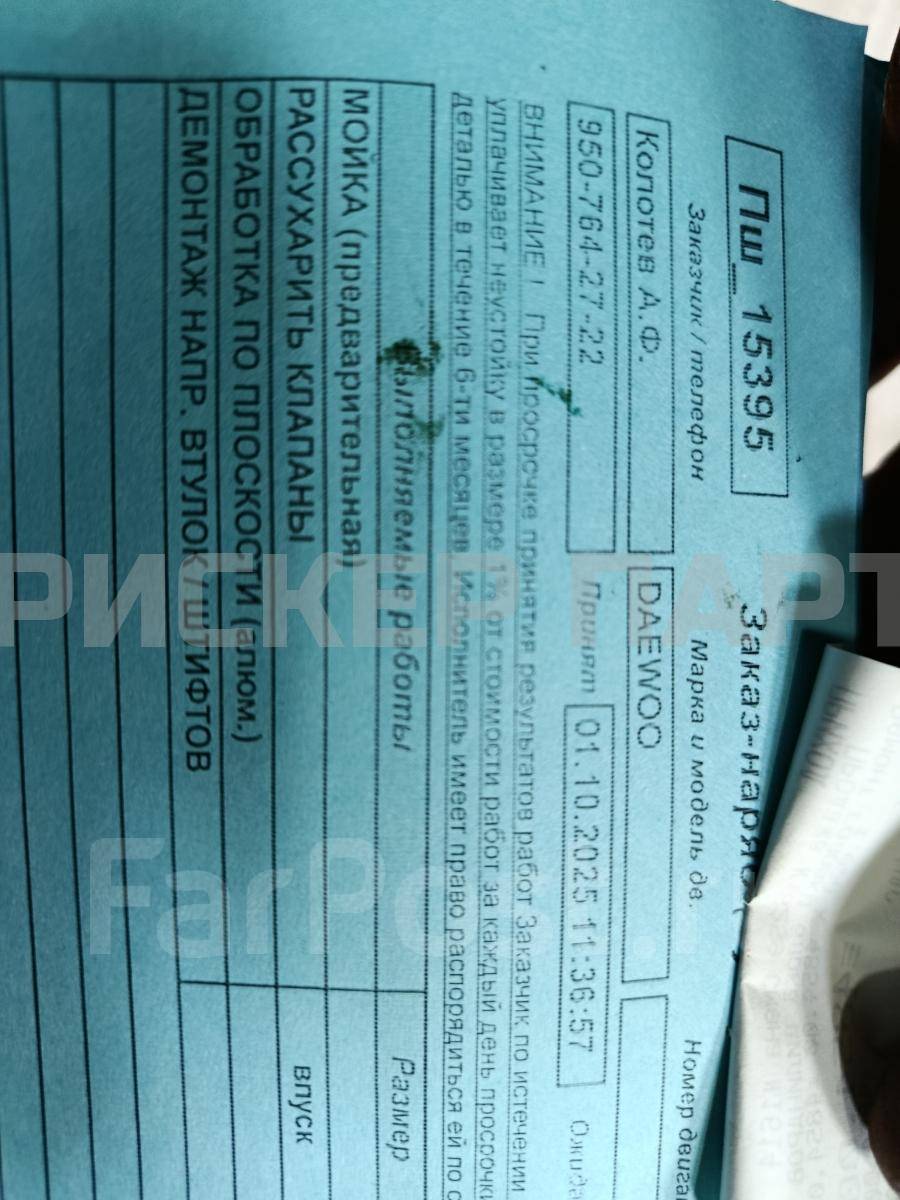 Пш_15395 Заказ-наряд
Заказчик / телефон Марка и модель дв. Номер двига
Копотев А.Ф. DAEWOO
950-764-27-22 Принят 01.10.2025 11:36:57 Ожида
ВНИМАНИЕ ! При просрочке принятия результатов работ Заказчик по истечении
уплачивает неустойку в размере 1% от стоимости работ за каждый день просрочк
деталью в течение 6-ти месяцев. Исполнитель имеет право распорядиться ей по с
Выполняемые работы Размер
МОЙКА (предварительная)
РАССУХАРИТЬ КЛАПАНЫ впуск
ОБРАБОТКА ПО ПЛОСКОСТИ (алюм.)
ДЕМОНТАЖ НАПР. ВТУЛОК / ШТИФТОВ
РИСКЕР ПАРТ
FarPost.